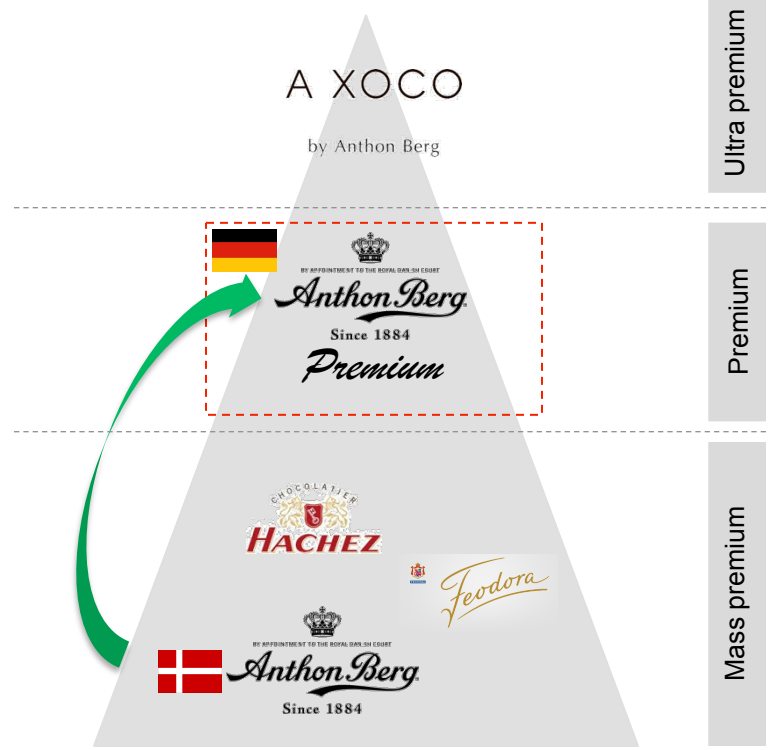 A XOCO
by Anthon Berg
Ultra premium
BY APPOINTMENT TO THE ROYAL DANISH COURT
Anthon Berg
Since 1884
Premium
Premium
CHOCOLATIER
HACHEZ
Feodora
BY APPOINTMENT TO THE ROYAL DANISH COURT
Anthon Berg
Since 1884
Mass premium